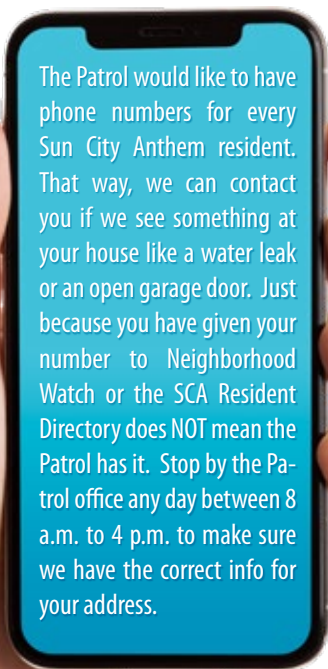 The Patrol would like to have
phone numbers for every
Sun City Anthem resident.
That way, we can contact
you if we see something at
your house like a water leak
or an open garage door. Just
because you have given your
number to Neighborhood
Watch or the SCA Resident
Directory does NOT mean the
Patrol has it. Stop by the Pa-
trol office any day between 8
a.m. to 4 p.m. to make sure
we have the correct info for
your address.